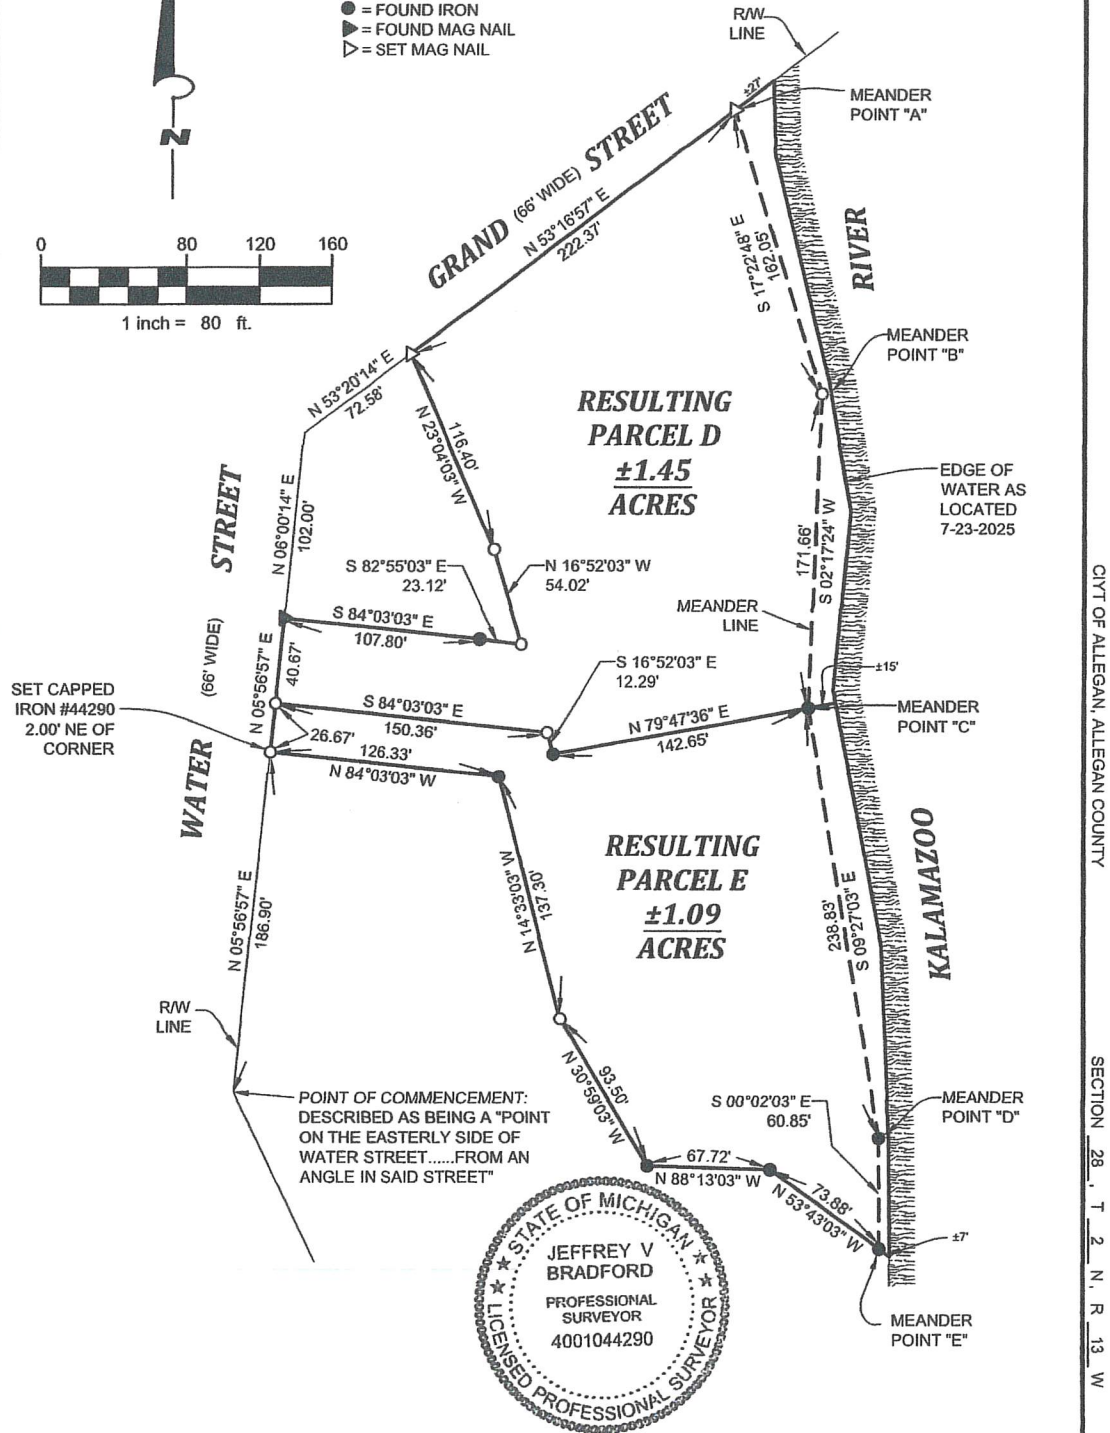 ● = FOUND IRON
▶ = FOUND MAG NAIL
▷ = SET MAG NAIL
N
0 80 120 160
1 inch = 80 ft.
R/W
LINE
±27'
MEANDER
POINT "A"
GRAND (66' WIDE) STREET
N 53°16'57" E
222.37'
S 17°22'48" E
162.05'
RIVER
MEANDER
POINT "B"
N 53°20'14" E
72.58'
116.40'
N 23°04'03" W
RESULTING
PARCEL D
±1.45
ACRES
EDGE OF
WATER AS
LOCATED
7-23-2025
STREET
N 06°00'14" E
102.00'
S 82°55'03" E
23.12'
N 16°52'03" W
54.02'
171.66'
S 02°17'24" W
MEANDER
LINE
S 84°03'03" E
107.80'
(66' WIDE)
N 05°56'57" E
40.67'
S 16°52'03" E
12.29'
±15'
SET CAPPED
IRON #44290
2.00' NE OF
CORNER
S 84°03'03" E
150.36'
N 79°47'36" E
142.65'
MEANDER
POINT "C"
26.67'
126.33'
N 84°03'03" W
WATER
N 14°33'03" W
137.30'
RESULTING
PARCEL E
±1.09
ACRES
238.83'
S 09°27'03" E
KALAMAZOO
N 05°56'57" E
186.90'
R/W
LINE
93.50'
N 30°59'03" W
POINT OF COMMENCEMENT:
DESCRIBED AS BEING A "POINT
ON THE EASTERLY SIDE OF
WATER STREET......FROM AN
ANGLE IN SAID STREET"
S 00°02'03" E
60.85'
MEANDER
POINT "D"
67.72'
N 88°13'03" W
73.88'
N 53°43'03" W
±7'
MEANDER
POINT "E"
STATE OF MICHIGAN
JEFFREY V
BRADFORD
PROFESSIONAL
SURVEYOR
4001044290
LICENSED PROFESSIONAL SURVEYOR
CIYT OF ALLEGAN, ALLEGAN COUNTY
SECTION 28, T 2 N, R 13 W